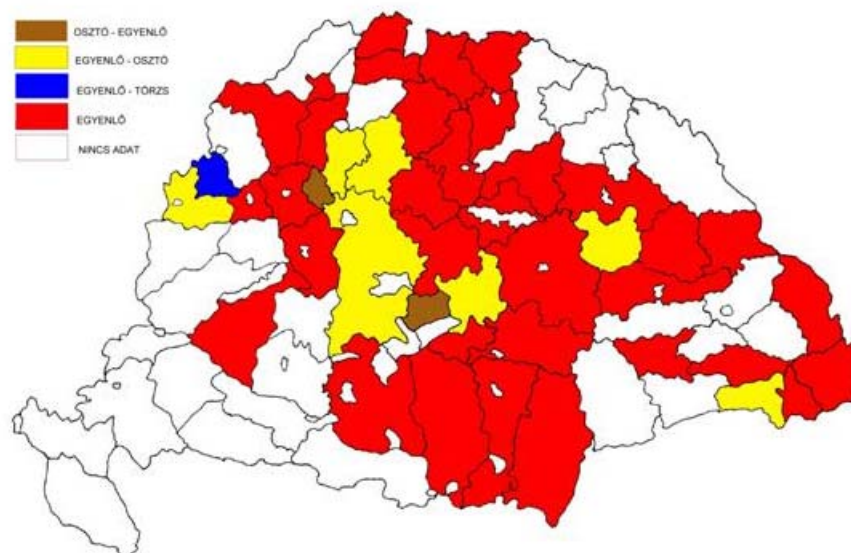 OSZTÓ - EGYENLŐ
EGYENLŐ - OSZTÓ
EGYENLŐ - TÖRZS
EGYENLŐ
NINCS ADAT